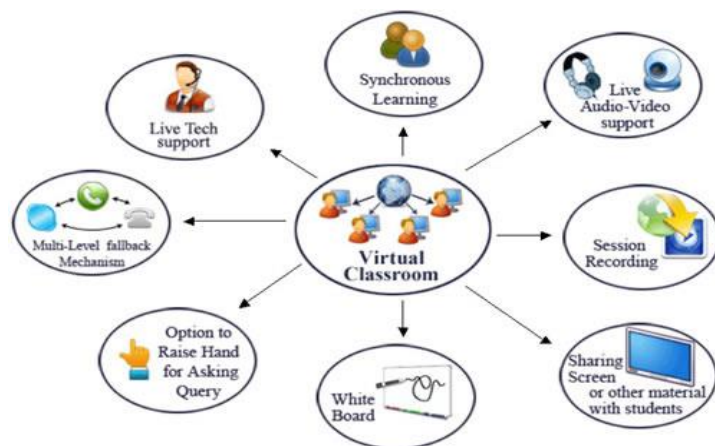 Synchronous
Learning
Live Tech
support
Live
Audio-Video
support
Multi-Level fallback
Mechanism
Virtual
Classroom
Session
Recording
Option to
Raise Hand
for Asking
Query
White
Board
Sharing
Screen
or other material
with students